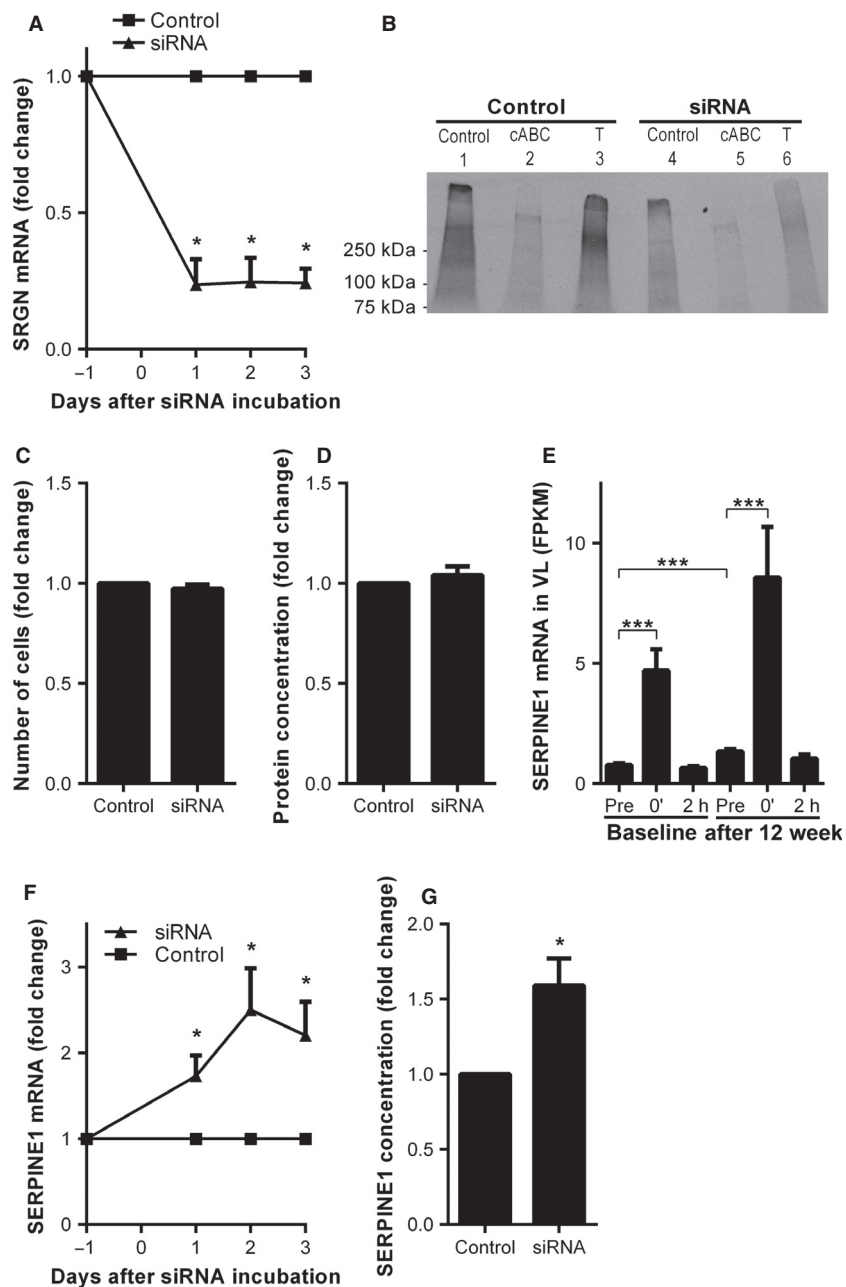 A
Control
siRNA
SRGN mRNA (fold change)
1.0
0.5
0.0
* * *
–1 0 1 2 3
Days after siRNA incubation
B
Control siRNA
Control cABC T Control cABC T
1 2 3 4 5 6
250 kDa
100 kDa
75 kDa
C
Number of cells (fold change)
1.5
1.0
0.5
0.0
Control siRNA
D
Protein concentration (fold change)
1.5
1.0
0.5
0.0
Control siRNA
E
SERPINE1 mRNA in VL (FPKM)
10
5
0
***
***
***
Pre 0' 2 h Pre 0' 2 h
Baseline after 12 week
F
siRNA
Control
SERPINE1 mRNA (fold change)
3
2
1
0
* * *
–1 0 1 2 3
Days after siRNA incubation
G
SERPINE1 concentration (fold change)
2.0
1.5
1.0
0.5
0.0
*
Control siRNA